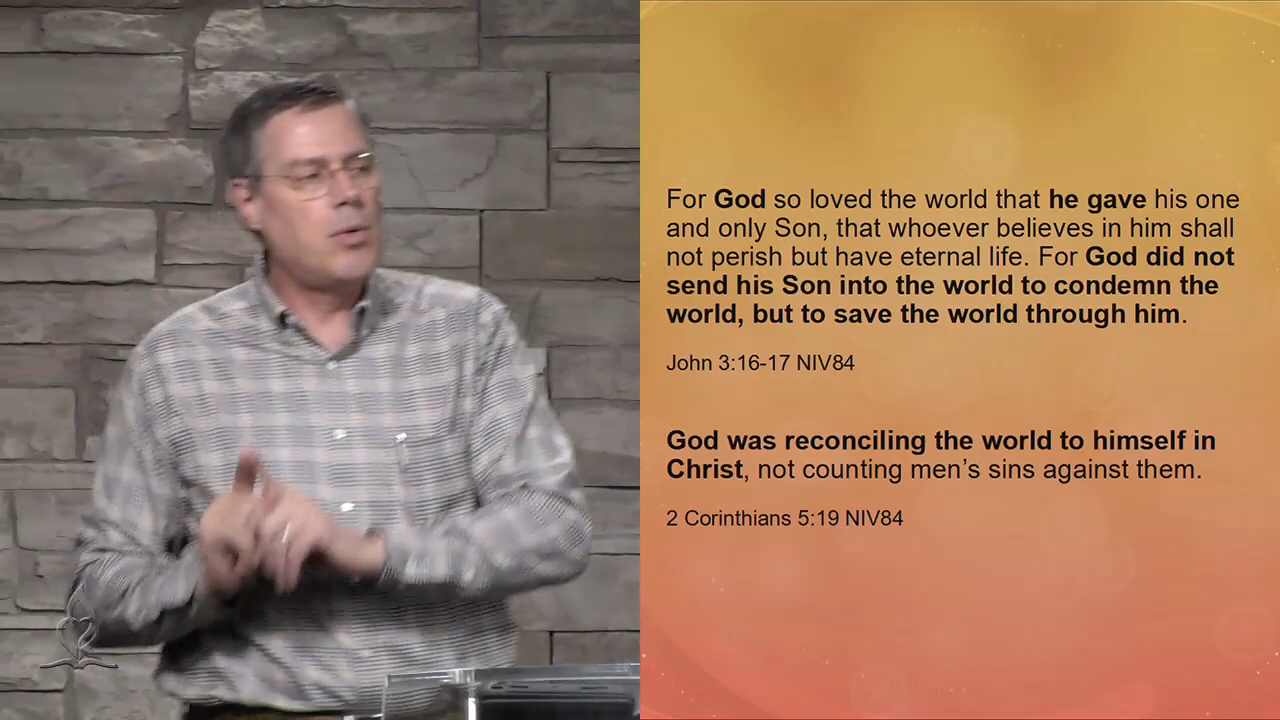 For God so loved the world that he gave his one
and only Son, that whoever believes in him shall
not perish but have eternal life. For God did not
send his Son into the world to condemn the
world, but to save the world through him.
John 3:16-17 NIV84
God was reconciling the world to himself in
Christ, not counting men’s sins against them.
2 Corinthians 5:19 NIV84